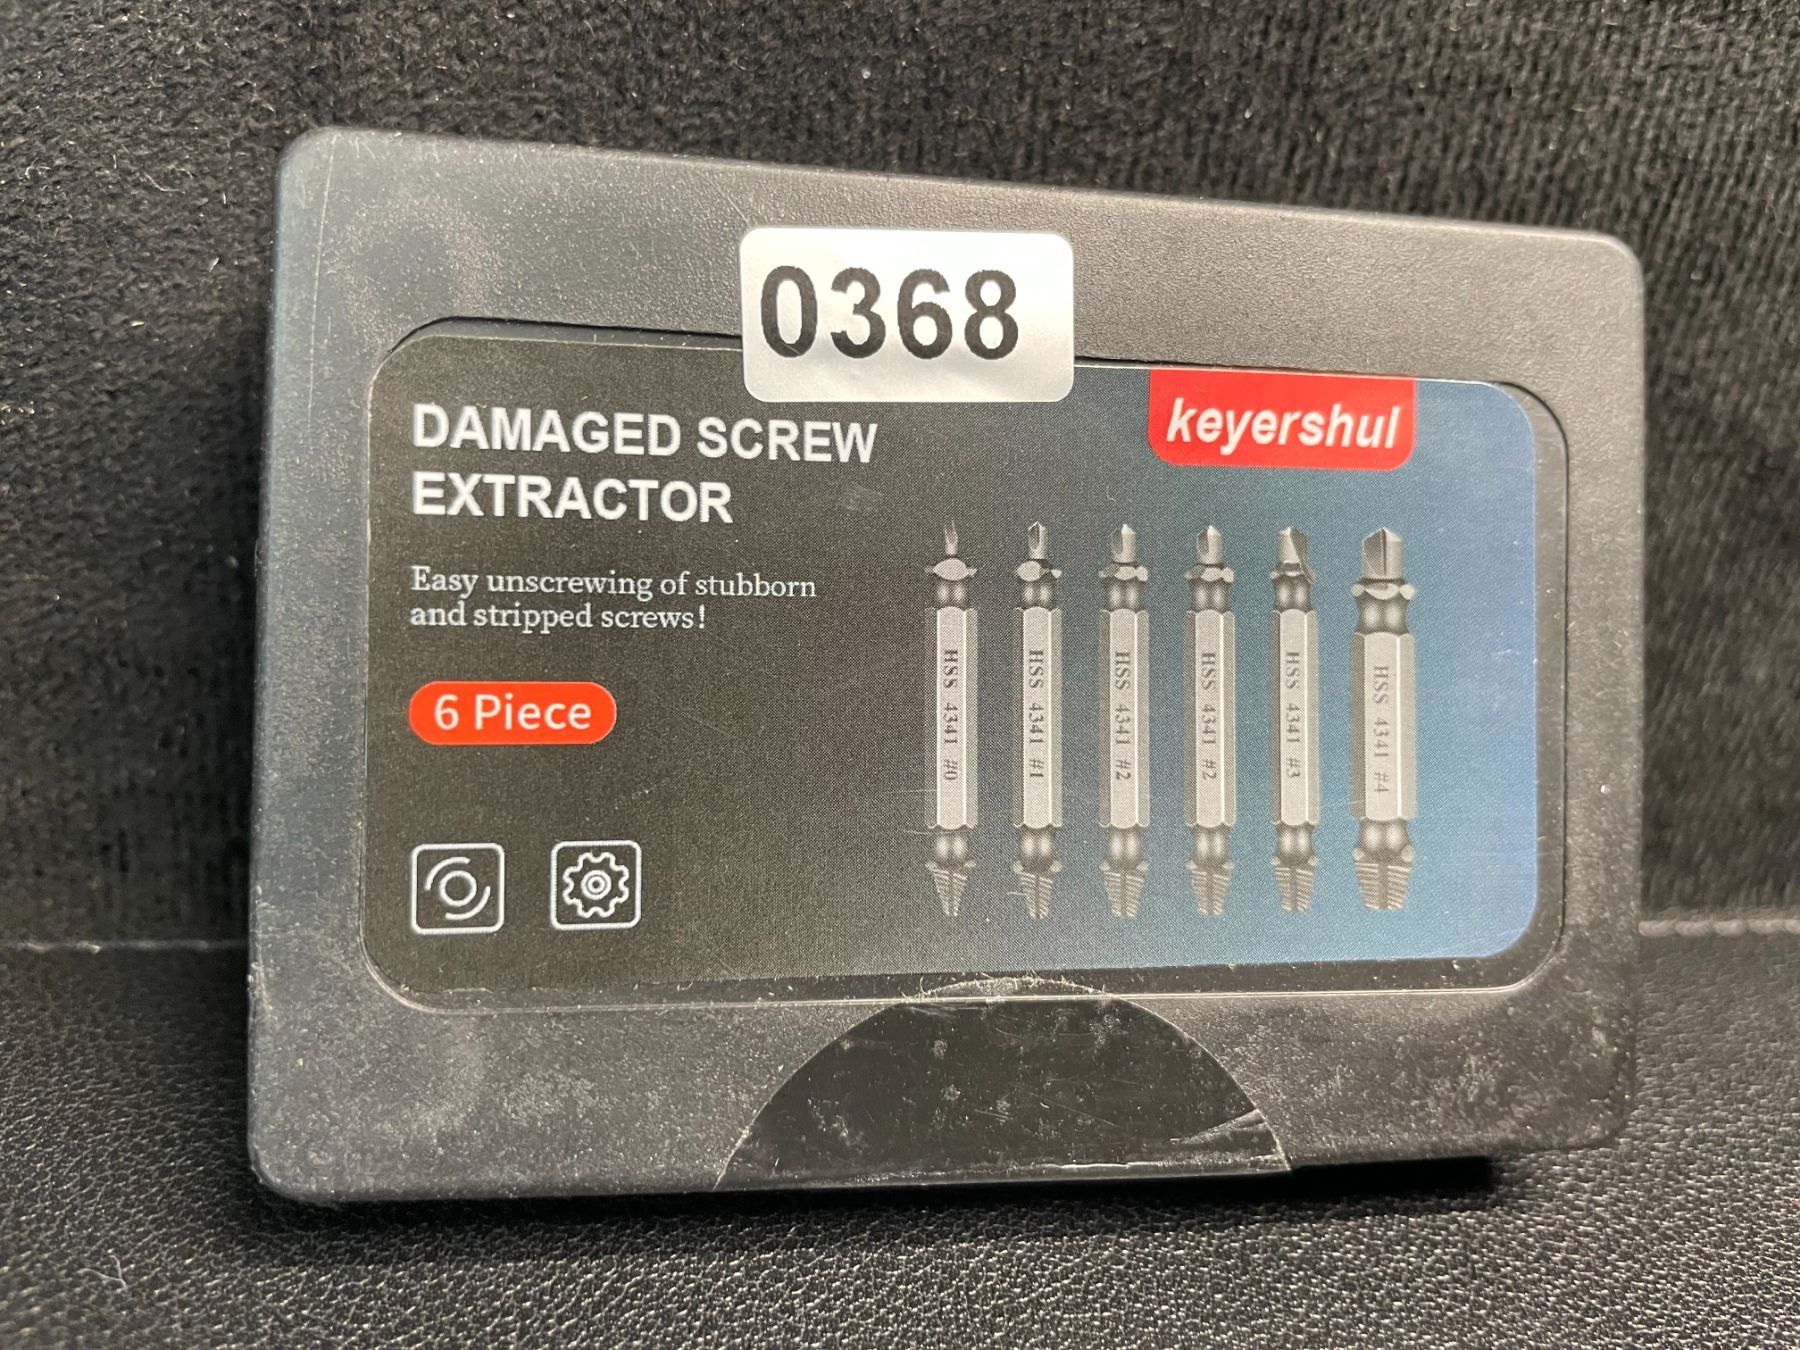 0368
keyershul
DAMAGED SCREW
EXTRACTOR
Easy unscrewing of stubborn
and stripped screws!
6 Piece
HSS 4341 #0
HSS 4341 #1
HSS 4341 #2
HSS 4341 #2
HSS 4341 #3
HSS 4341 #4